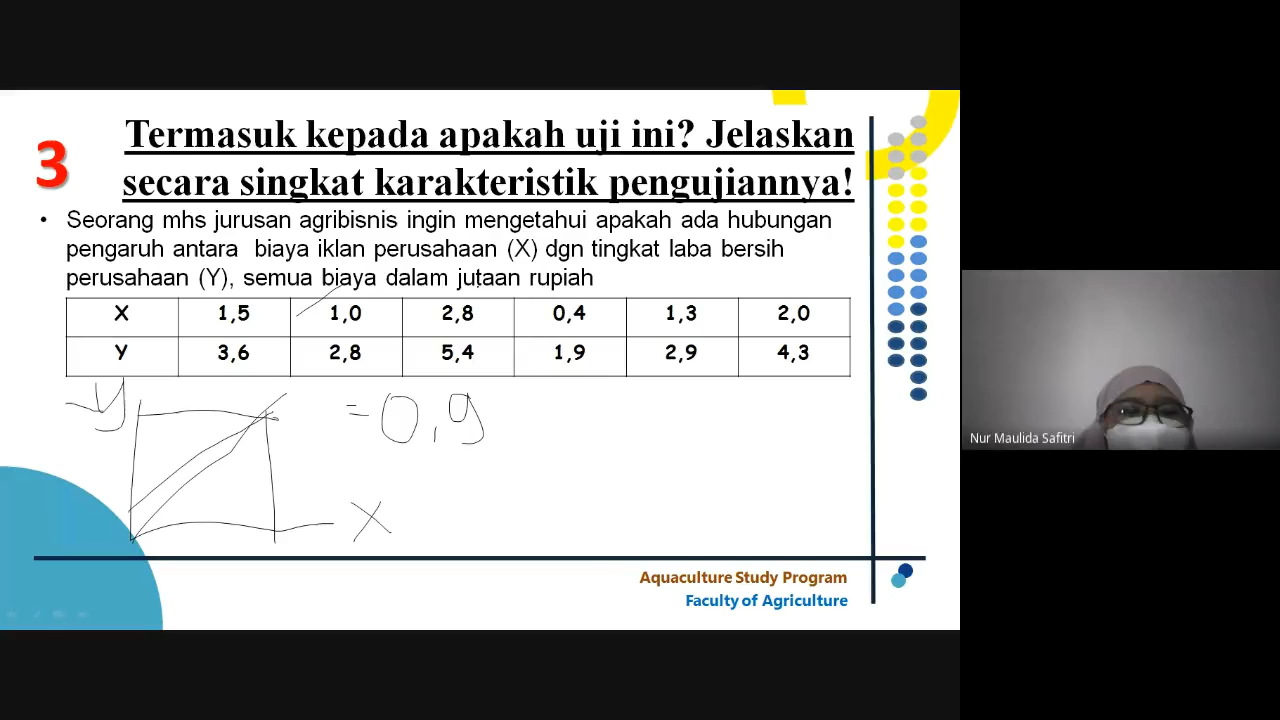 3
Termasuk kepada apakah uji ini? Jelaskan
secara singkat karakteristik pengujiannya!
• Seorang mhs jurusan agribisnis ingin mengetahui apakah ada hubungan
pengaruh antara biaya iklan perusahaan (X) dgn tingkat laba bersih
perusahaan (Y), semua biaya dalam jutaan rupiah
X 1,5 1,0 2,8 0,4 1,3 2,0
Y 3,6 2,8 5,4 1,9 2,9 4,3
y
= 0,9
X
Aquaculture Study Program
Faculty of Agriculture
Nur Maulida Safitri